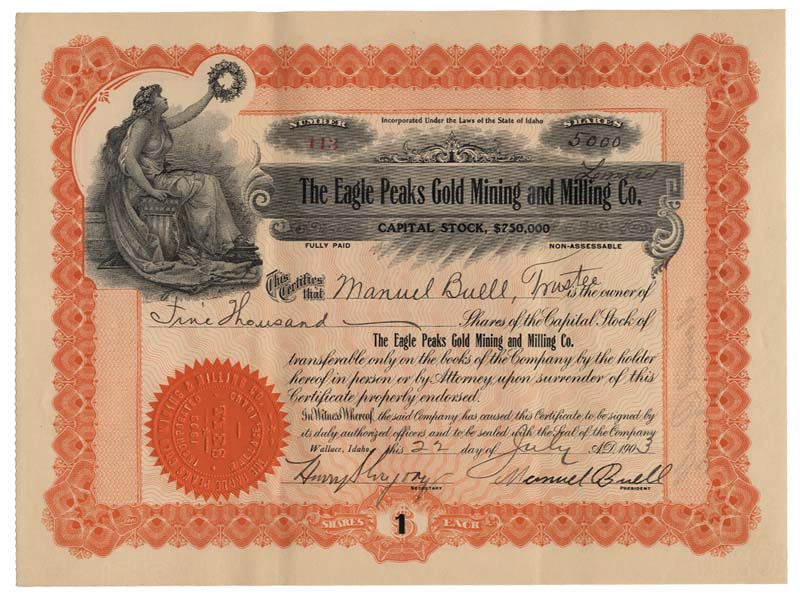 Incorporated Under the Laws of the State of Idaho
NUMBER
113
SHARES
5000
The Eagle Peaks Gold Mining and Milling Co.
CAPITAL STOCK, $750,000
FULLY PAID
NON-ASSESSABLE
This Certifies that Manuel Buell, Trustee is the owner of
Five Thousand Shares of the Capital Stock of
The Eagle Peaks Gold Mining and Milling Co.
transferable only on the books of the Company by the holder
hereof in person or by Attorney upon surrender of this
Certificate properly endorsed.
In Witness Whereof, the said Company has caused this Certificate to be signed by
its duly authorized officers and to be sealed with the Seal of the Company
Wallace, Idaho, this 22 day of July A.D. 1903
Harry S Gregory
Manuel Buell
SECRETARY
PRESIDENT
SHARES $1 EACH